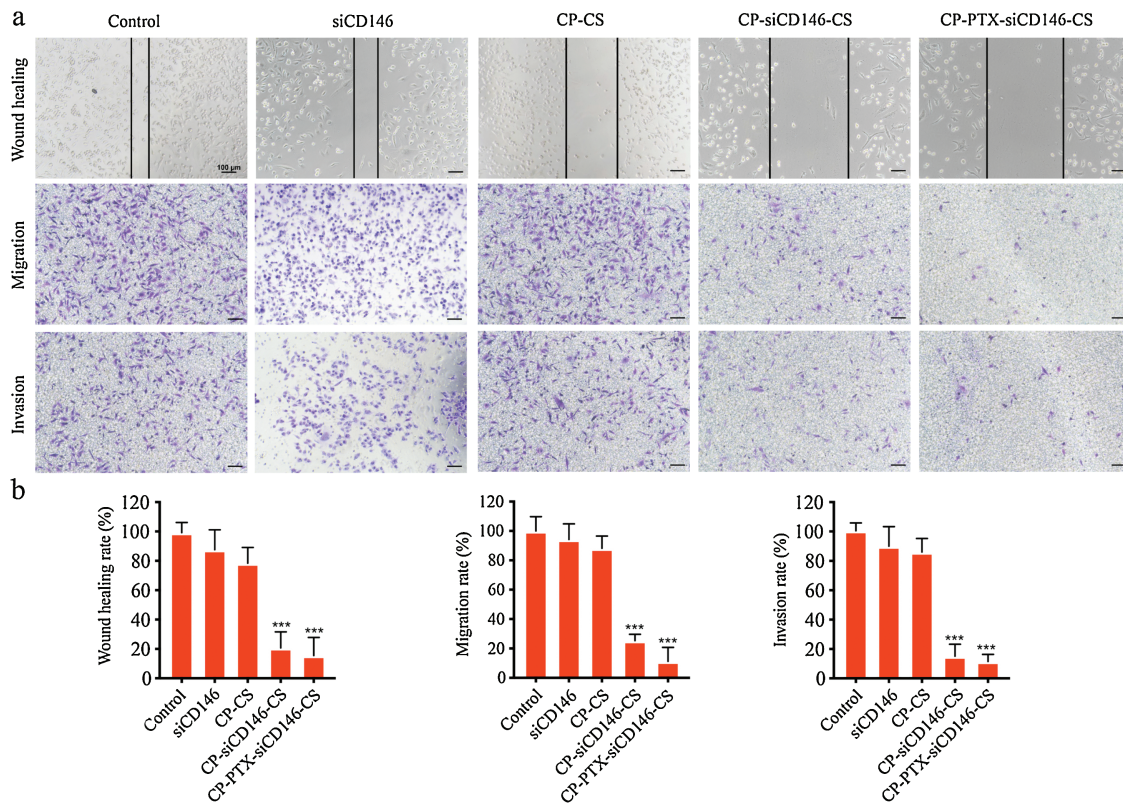 a
Control
siCD146
CP-CS
CP-siCD146-CS
CP-PTX-siCD146-CS
Wound healing
100 µm
Migration
Invasion
b
Wound healing rate (%)
120
100
80
60
40
20
0
***
***
Control
siCD146
CP-CS
CP-siCD146-CS
CP-PTX-siCD146-CS
Migration rate (%)
120
100
80
60
40
20
0
***
***
Control
siCD146
CP-CS
CP-siCD146-CS
CP-PTX-siCD146-CS
Invasion rate (%)
120
100
80
60
40
20
0
***
***
Control
siCD146
CP-CS
CP-siCD146-CS
CP-PTX-siCD146-CS